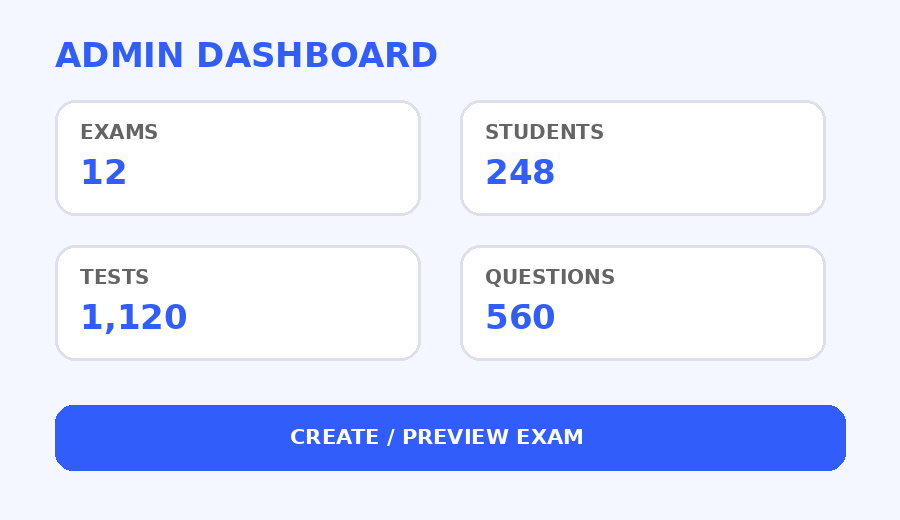 ADMIN DASHBOARD
EXAMS
12
STUDENTS
248
TESTS
1,120
QUESTIONS
560
CREATE / PREVIEW EXAM